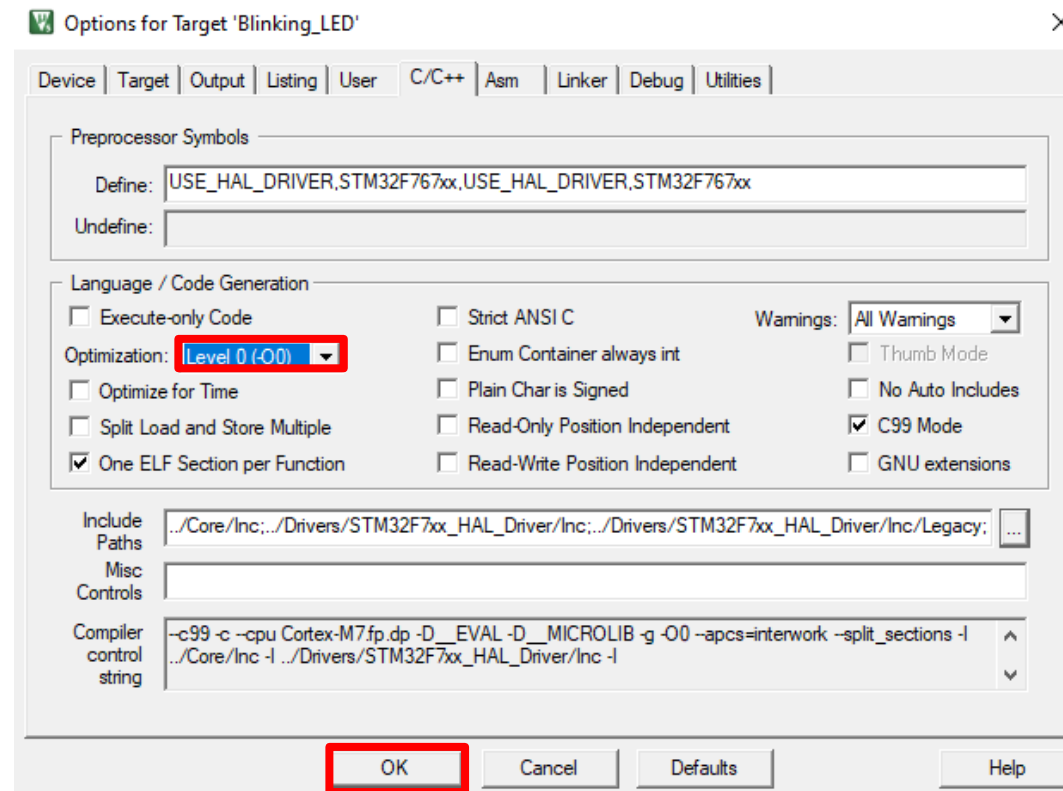 Options for Target 'Blinking_LED'
Device Target Output Listing User C/C++ Asm Linker Debug Utilities
Preprocessor Symbols
Define: USE_HAL_DRIVER,STM32F767xx,USE_HAL_DRIVER,STM32F767xx
Undefine:
Language / Code Generation
Execute-only Code Strict ANSI C Warnings: All Warnings
Optimization: Level 0 (-O0) Enum Container always int Thumb Mode
Optimize for Time Plain Char is Signed No Auto Includes
Split Load and Store Multiple Read-Only Position Independent C99 Mode
One ELF Section per Function Read-Write Position Independent GNU extensions
Include Paths ../Core/Inc;../Drivers/STM32F7xx_HAL_Driver/Inc;../Drivers/STM32F7xx_HAL_Driver/Inc/Legacy; ...
Misc Controls
Compiler control string --c99 -c --cpu Cortex-M7.fp.dp -D__EVAL -D__MICROLIB -g -O0 --apcs=interwork --split_sections -I
../Core/Inc -I ../Drivers/STM32F7xx_HAL_Driver/Inc -I
OK Cancel Defaults Help